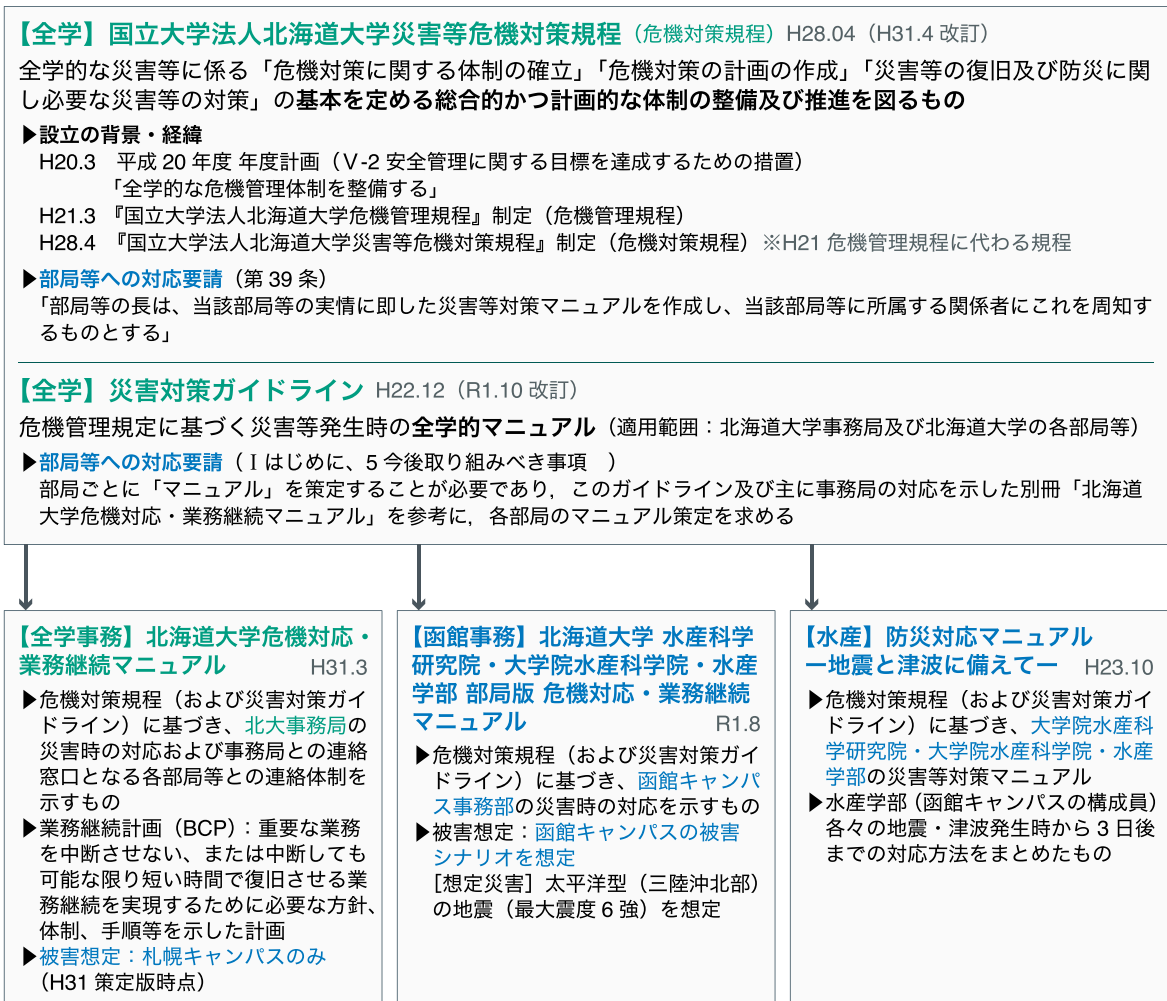 【全学】国立大学法人北海道大学災害等危機対策規程（危機対策規程）H28.04（H31.4 改訂）
全学的な災害等に係る「危機対策に関する体制の確立」「危機対策の計画の作成」「災害等の復旧及び防災に関
し必要な災害等の対策」の基本を定める総合的かつ計画的な体制の整備及び推進を図るもの
▶設立の背景・経緯
H20.3　平成 20 年度 年度計画（Ⅴ-2 安全管理に関する目標を達成するための措置）
「全学的な危機管理体制を整備する」
H21.3 『国立大学法人北海道大学危機管理規程』制定（危機管理規程）
H28.4 『国立大学法人北海道大学災害等危機対策規程』制定（危機対策規程）※H21 危機管理規程に代わる規程
▶部局等への対応要請（第 39 条）
「部局等の長は、当該部局等の実情に即した災害等対策マニュアルを作成し、当該部局等に所属する関係者にこれを周知す
るものとする」
【全学】災害対策ガイドライン H22.12（R1.10 改訂）
危機管理規定に基づく災害等発生時の全学的マニュアル（適用範囲：北海道大学事務局及び北海道大学の各部局等）
▶部局等への対応要請（Ⅰはじめに、5 今後取り組みべき事項　）
部局ごとに「マニュアル」を策定することが必要であり，このガイドライン及び主に事務局の対応を示した別冊「北海道
大学危機対応・業務継続マニュアル」を参考に，各部局のマニュアル策定を求める
【全学事務】北海道大学危機対応・
業務継続マニュアル H31.3
▶危機対策規程（および災害対策ガイ
ドライン）に基づき、北大事務局の
災害時の対応および事務局との連絡
窓口となる各部局等との連絡体制を
示すもの
▶業務継続計画（BCP）：重要な業務
を中断させない、または中断しても
可能な限り短い時間で復旧させる業
務継続を実現するために必要な方針、
体制、手順等を示した計画
▶被害想定：札幌キャンパスのみ
（H31 策定版時点）
【函館事務】北海道大学 水産科学
研究院・大学院水産科学院・水産
学部 部局版 危機対応・業務継続
マニュアル R1.8
▶危機対策規程（および災害対策ガイ
ドライン）に基づき、函館キャンパ
ス事務部の災害時の対応を示すもの
▶被害想定：函館キャンパスの被害
シナリオを想定
［想定災害］太平洋型（三陸沖北部）
の地震（最大震度 6 強）を想定
【水産】防災対応マニュアル
ー地震と津波に備えてー H23.10
▶危機対策規程（および災害対策ガイ
ドライン）に基づき、大学院水産科
学研究院・大学院水産科学院・水産
学部の災害等対策マニュアル
▶水産学部（函館キャンパスの構成員）
各々の地震・津波発生時から 3 日後
までの対応方法をまとめたもの